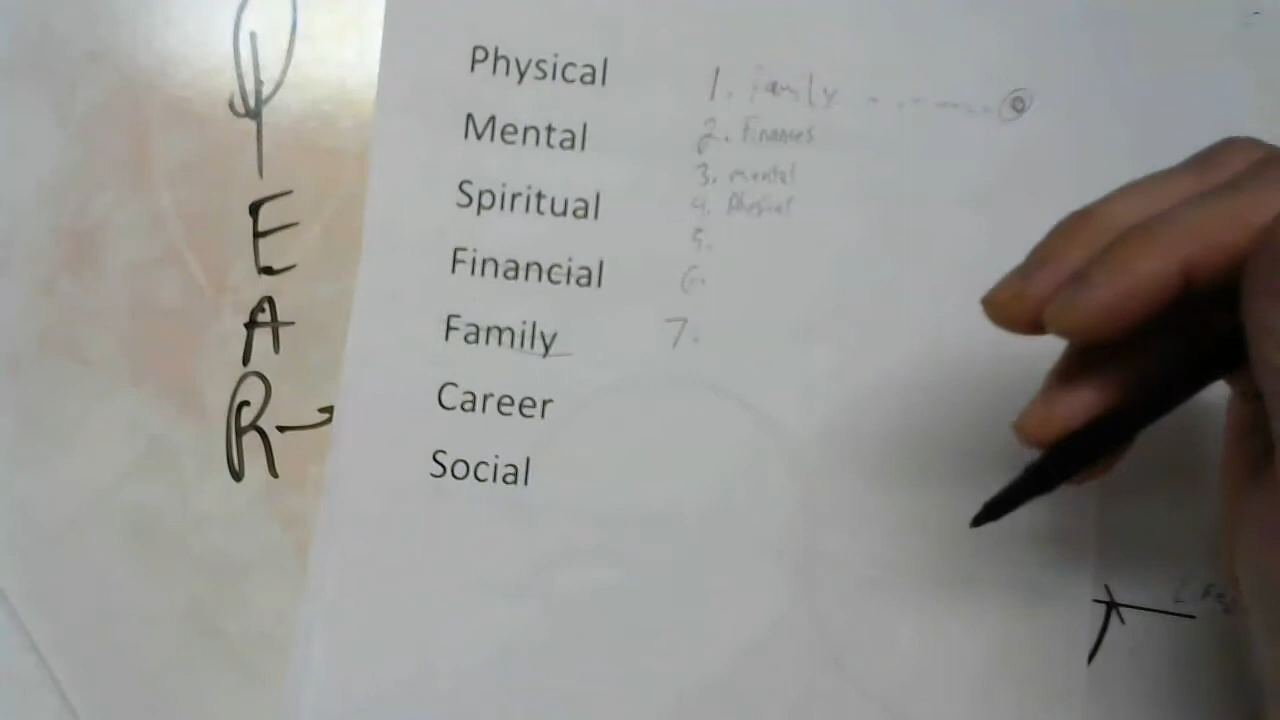 E
A
R
Physical
Mental
Spiritual
Financial
Family
Career
Social
1. Family
2. Finances
3. mental
4. Physical
5.
6.
7.